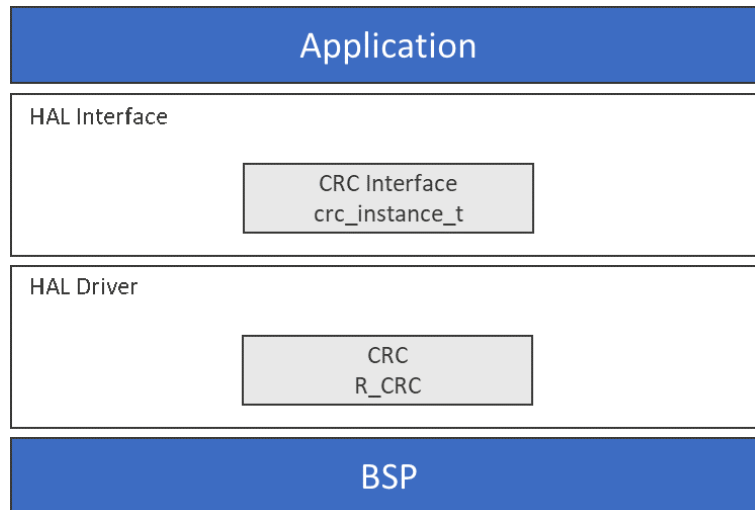 Application
HAL Interface
CRC Interface
crc_instance_t
HAL Driver
CRC
R_CRC
BSP